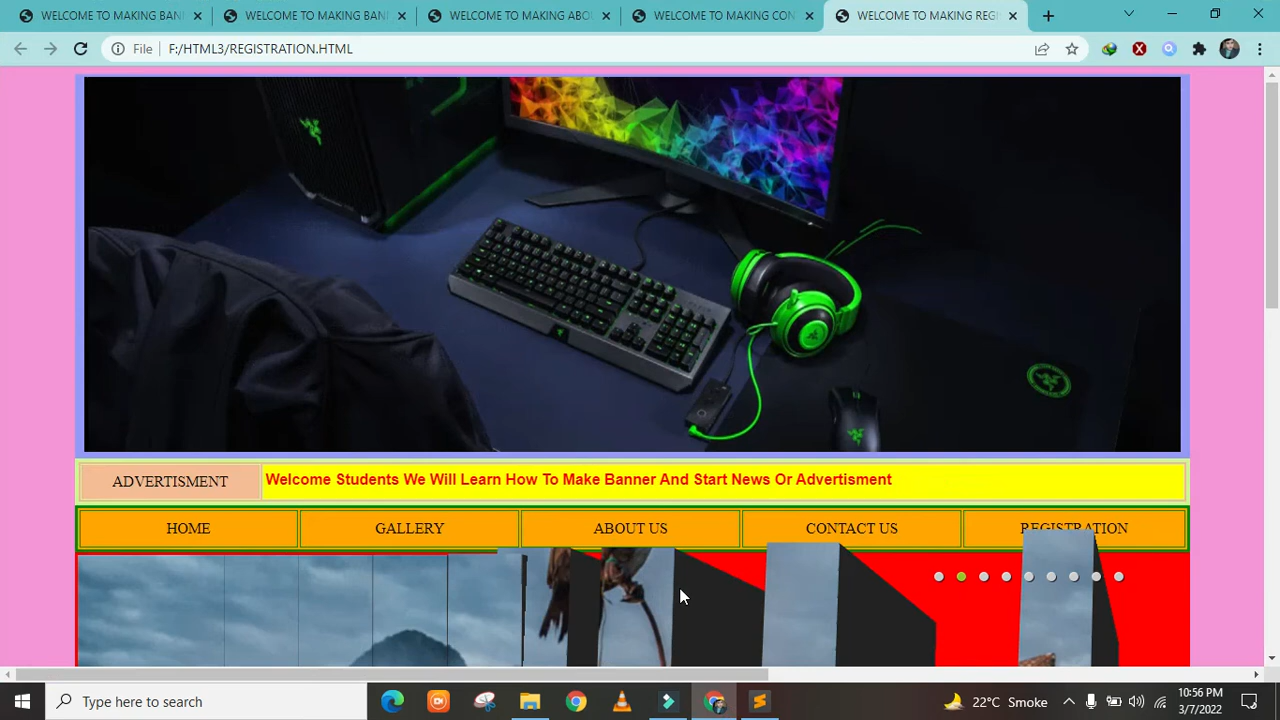 WELCOME TO MAKING BAN
WELCOME TO MAKING BAN
WELCOME TO MAKING ABO
WELCOME TO MAKING CON
WELCOME TO MAKING REG
File
F:/HTML3/REGISTRATION.HTML
ADVERTISMENT
Welcome Students We Will Learn How To Make Banner And Start News Or Advertisment
HOME
GALLERY
ABOUT US
CONTACT US
REGISTRATION
Type here to search
22°C Smoke
10:56 PM
3/7/2022